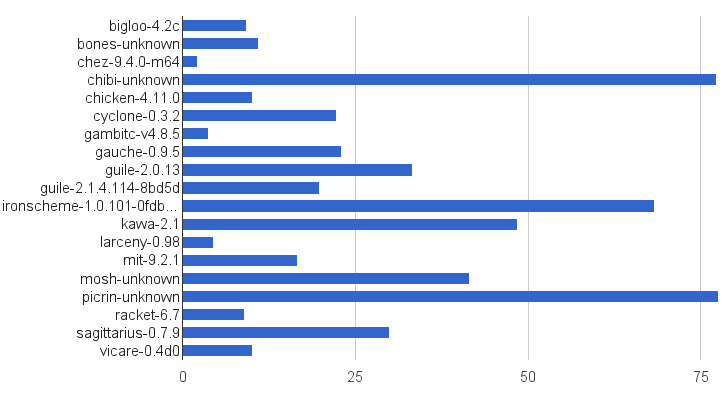 bigloo-4.2c
bones-unknown
chez-9.4.0-m64
chibi-unknown
chicken-4.11.0
cyclone-0.3.2
gambitc-v4.8.5
gauche-0.9.5
guile-2.0.13
guile-2.1.4.114-8bd5d
ironscheme-1.0.101-0fdb...
kawa-2.1
larceny-0.98
mit-9.2.1
mosh-unknown
picrin-unknown
racket-6.7
sagittarius-0.7.9
vicare-0.4d0
0 25 50 75